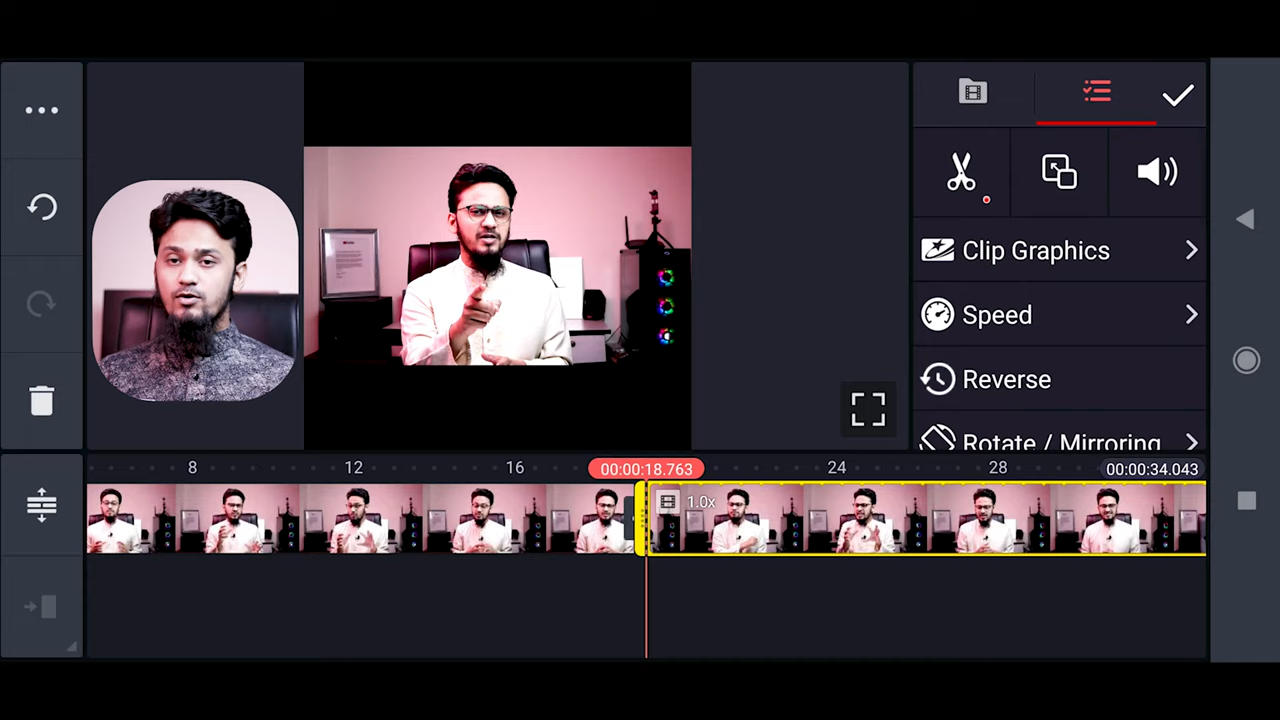 Clip Graphics
Speed
Reverse
Rotate / Mirroring
8
12
16
00:00:18.763
24
28
00:00:34.043
1.0x